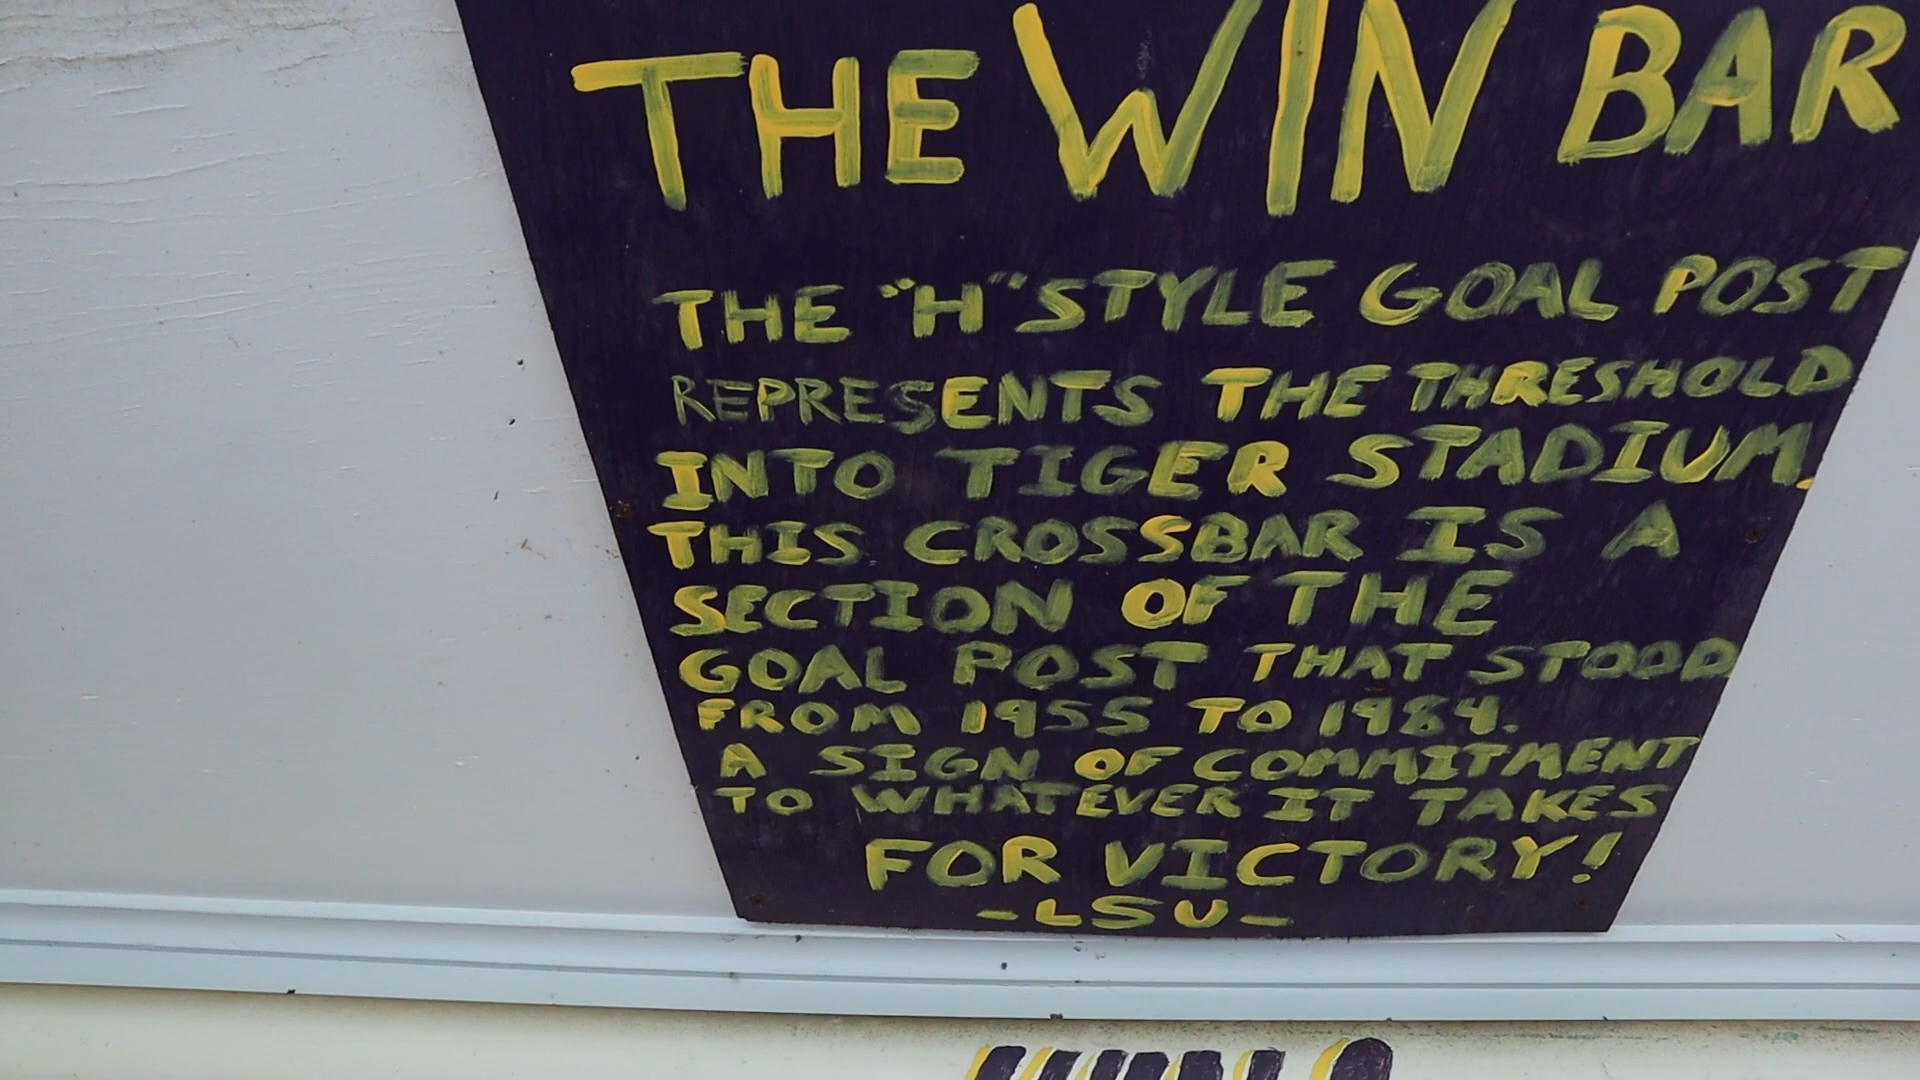 THE WIN BAR
THE "H" STYLE GOAL POST
REPRESENTS THE THRESHOLD
INTO TIGER STADIUM.
THIS CROSSBAR IS A
SECTION OF THE
GOAL POST THAT STOOD
FROM 1955 TO 1984.
A SIGN OF COMMITMENT
TO WHATEVER IT TAKES
FOR VICTORY!
-LSU-